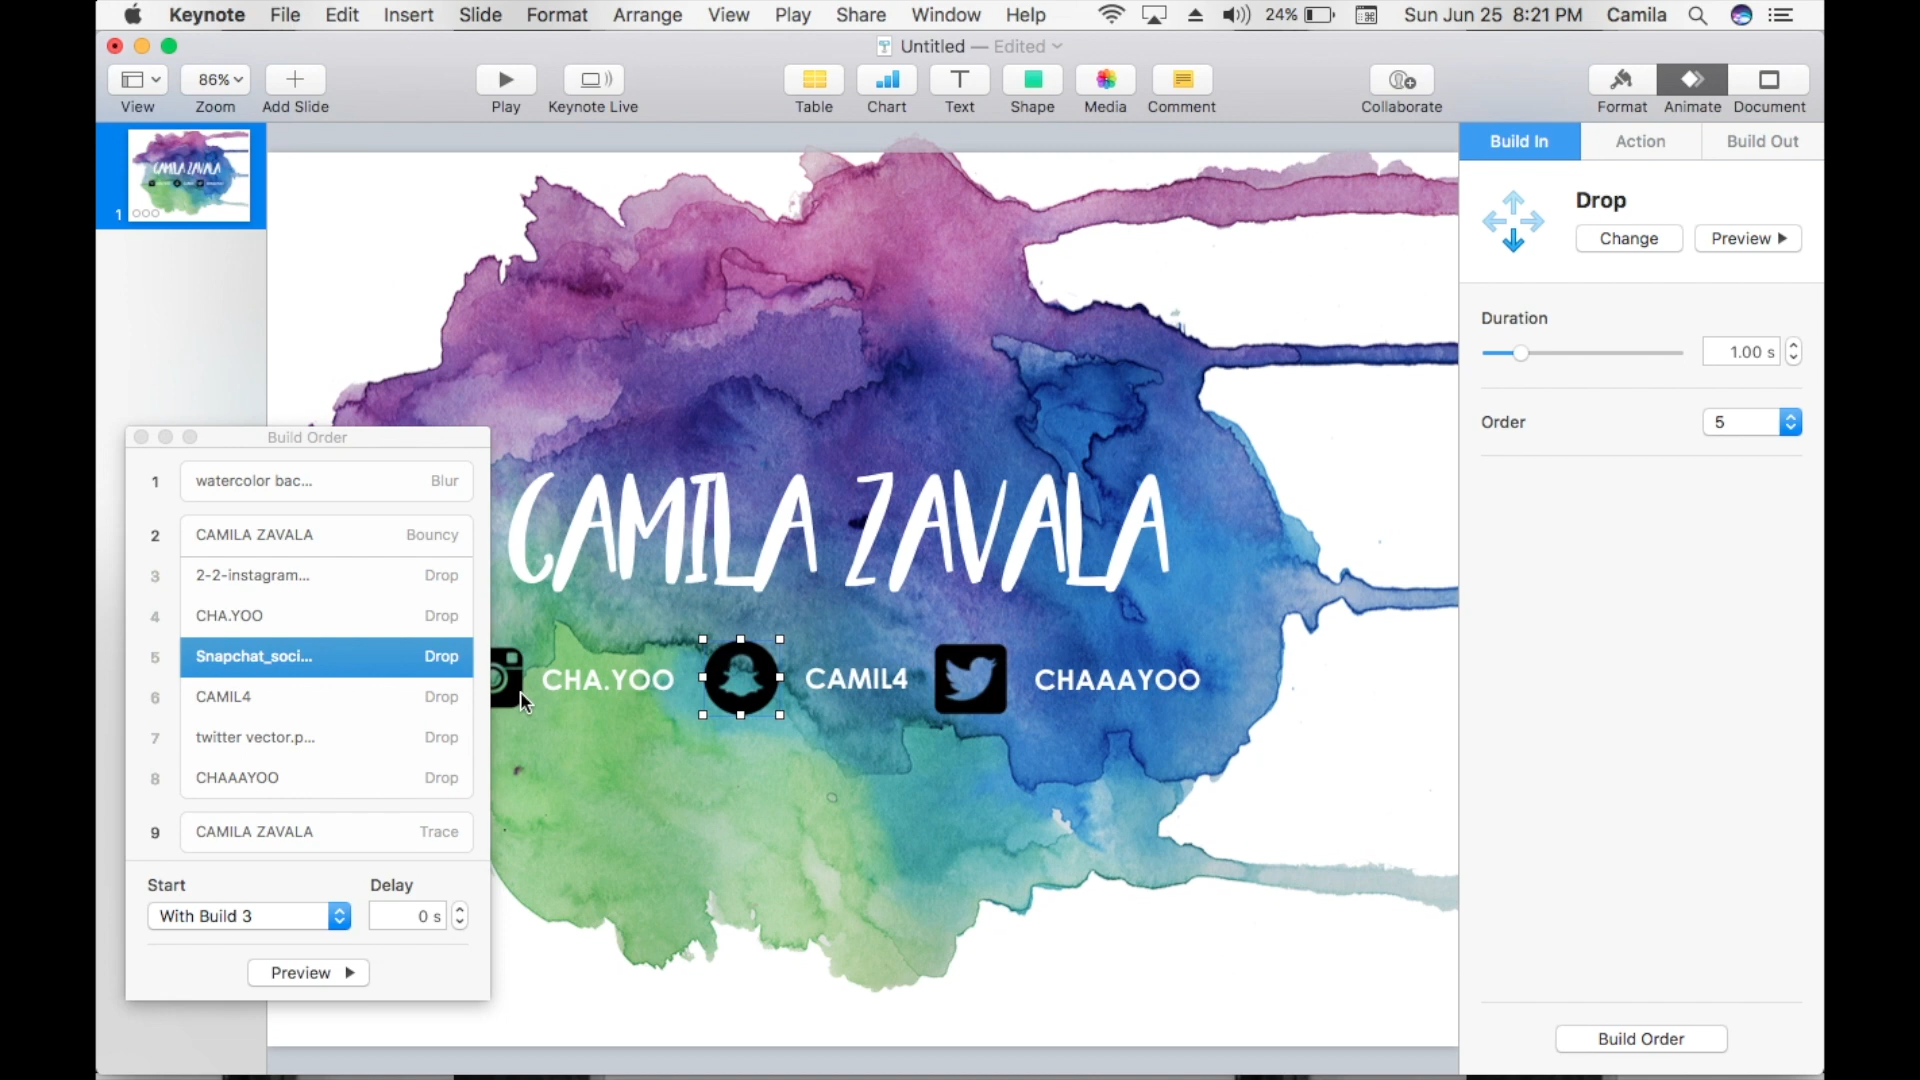 Keynote File Edit Insert Slide Format Arrange View Play Share Window Help 24% Sun Jun 25 8:21 PM Camila
Untitled — Edited
86%
View Zoom Add Slide Play Keynote Live Table Chart Text Shape Media Comment Collaborate Format Animate Document
Build In Action Build Out
CAMILA ZAVALA
1
Drop
Change Preview
Duration
1.00 s
Order 5
Build Order
1 watercolor bac... Blur
2 CAMILA ZAVALA Bouncy
3 2-2-instagram... Drop
4 CHA.YOO Drop
5 Snapchat_soci... Drop
6 CAMIL4 Drop
7 twitter vector.p... Drop
8 CHAAAYOO Drop
9 CAMILA ZAVALA Trace
Start Delay
With Build 3 0 s
Preview
CAMILA ZAVALA
CHA.YOO CAMIL4 CHAAAYOO
Build Order